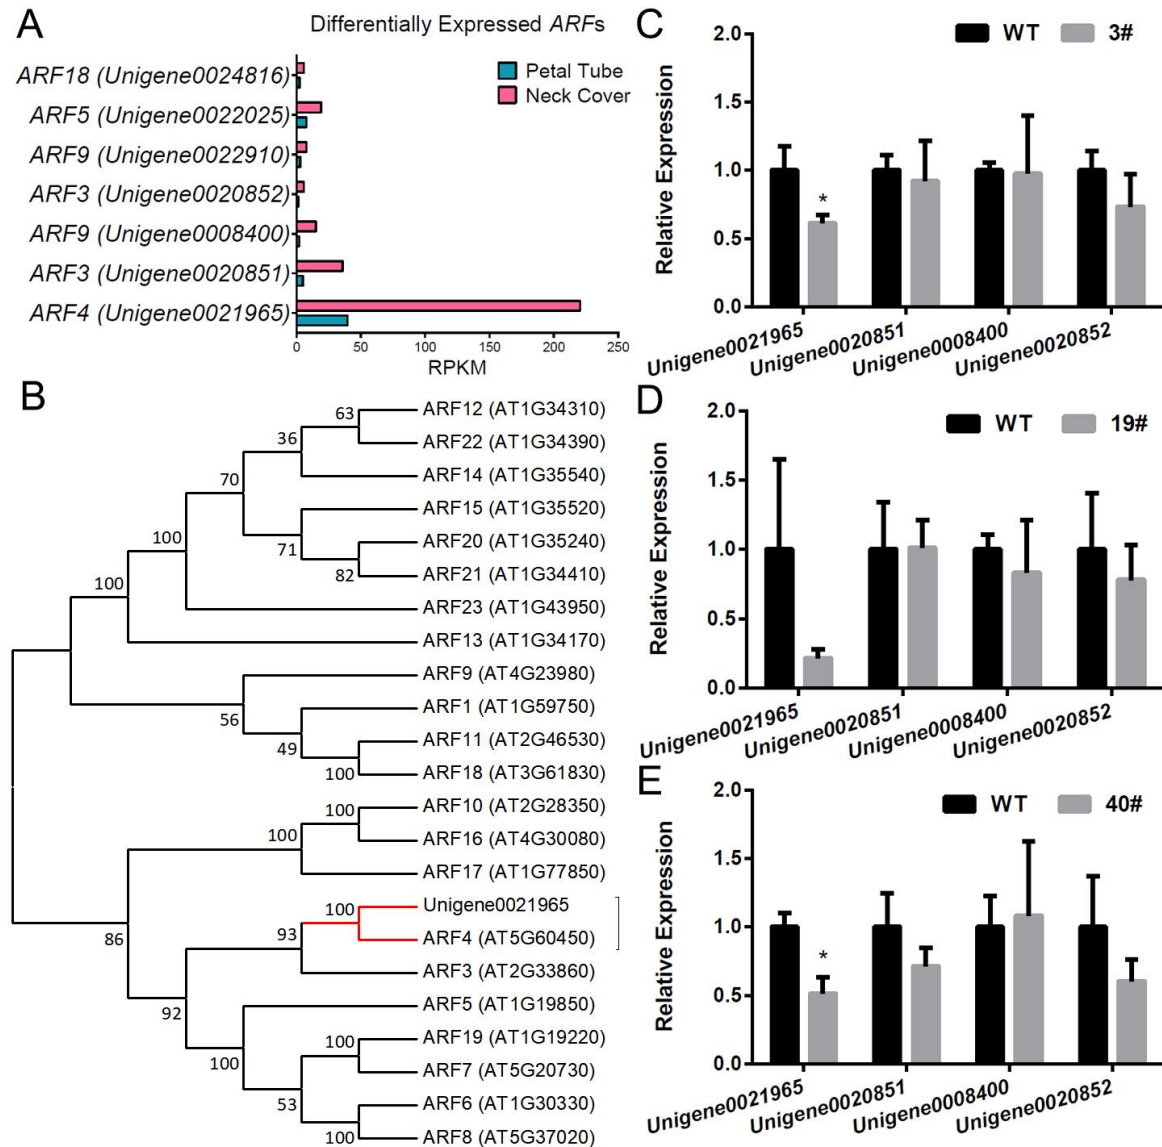 A
Differentially Expressed ARFs
Petal Tube
Neck Cover
ARF18 (Unigene0024816)
ARF5 (Unigene0022025)
ARF9 (Unigene0022910)
ARF3 (Unigene0020852)
ARF9 (Unigene0008400)
ARF3 (Unigene0020851)
ARF4 (Unigene0021965)
0 50 100 150 200 250
RPKM
B
ARF12 (AT1G34310)
63
ARF22 (AT1G34390)
36
ARF14 (AT1G35540)
70
ARF15 (AT1G35520)
ARF20 (AT1G35240)
71
ARF21 (AT1G34410)
82
100
ARF23 (AT1G43950)
100
ARF13 (AT1G34170)
ARF9 (AT4G23980)
56
ARF1 (AT1G59750)
49
ARF11 (AT2G46530)
ARF18 (AT3G61830)
100
ARF10 (AT2G28350)
100
ARF16 (AT4G30080)
100
ARF17 (AT1G77850)
Unigene0021965
100
ARF4 (AT5G60450)
93
86
ARF3 (AT2G33860)
92
ARF5 (AT1G19850)
ARF19 (AT1G19220)
100
100
ARF7 (AT5G20730)
53
ARF6 (AT1G30330)
ARF8 (AT5G37020)
100
C
WT 3#
Relative Expression
2.0
1.5
1.0
0.5
0.0
*
Unigene0021965
Unigene0020851
Unigene0008400
Unigene0020852
D
WT 19#
Relative Expression
2.0
1.5
1.0
0.5
0.0
Unigene0021965
Unigene0020851
Unigene0008400
Unigene0020852
E
WT 40#
Relative Expression
2.0
1.5
1.0
0.5
0.0
*
Unigene0021965
Unigene0020851
Unigene0008400
Unigene0020852